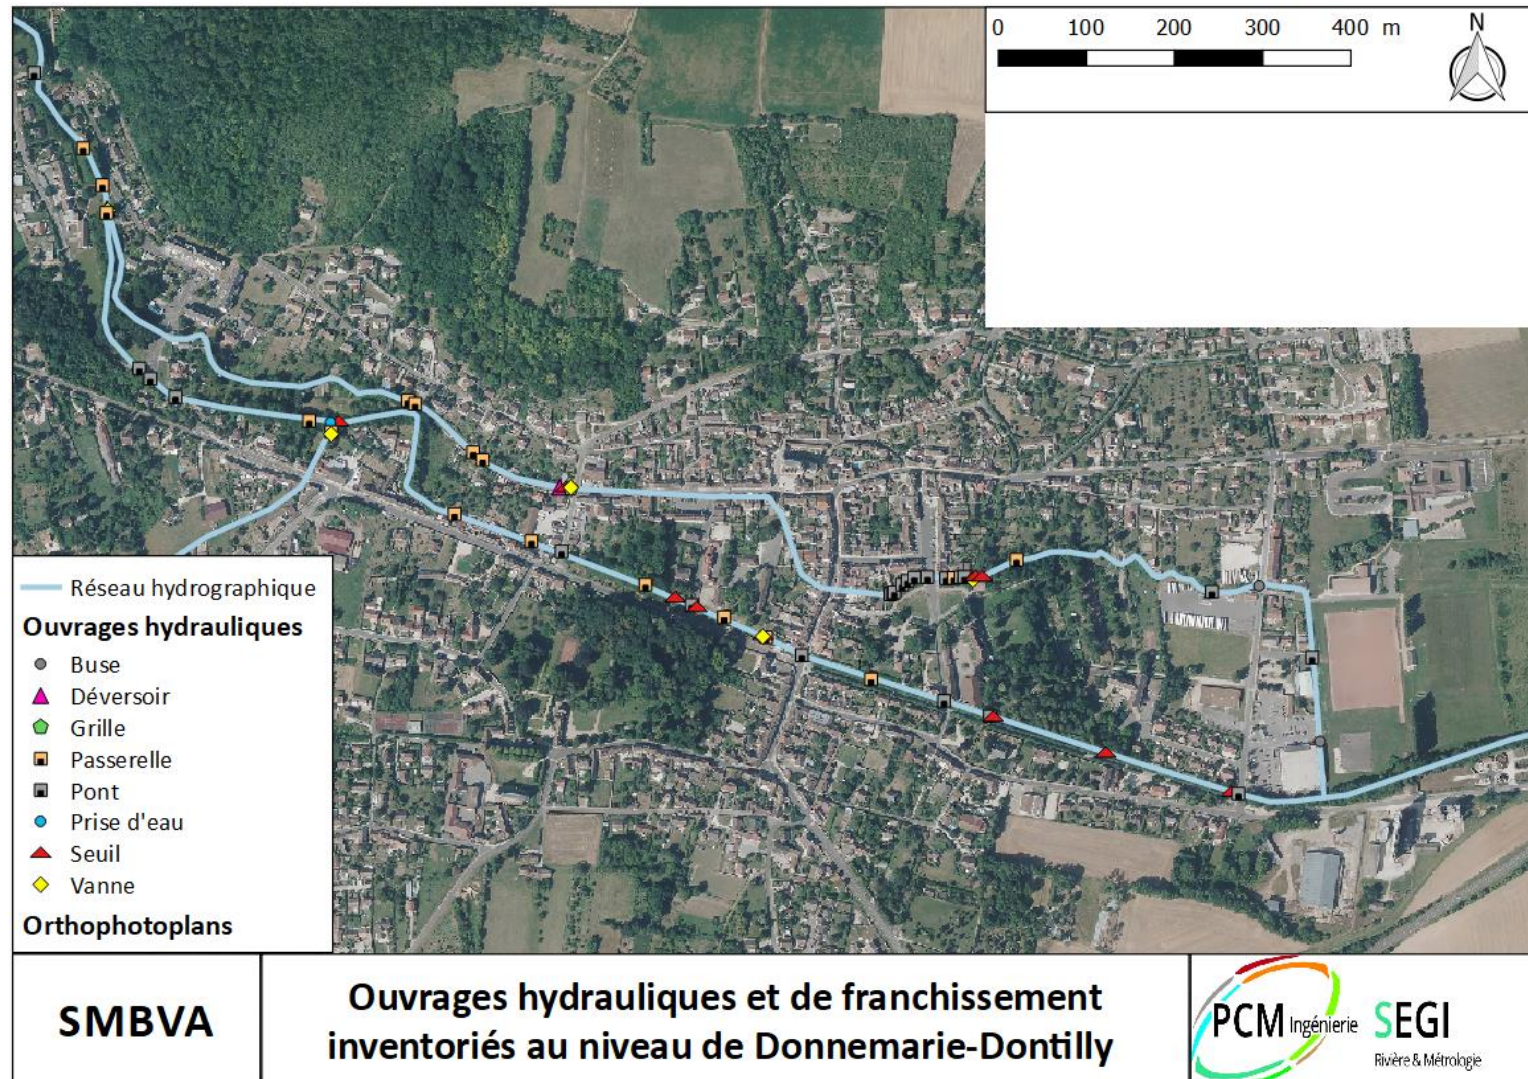 0 100 200 300 400 m
N
Réseau hydrographique
Ouvrages hydrauliques
Buse
Déversoir
Grille
Passerelle
Pont
Prise d'eau
Seuil
Vanne
Orthophotoplans
SMBVA
Ouvrages hydrauliques et de franchissement
inventoriés au niveau de Donnemarie-Dontilly
PCM Ingénierie
SEGI
Rivière & Métrologie